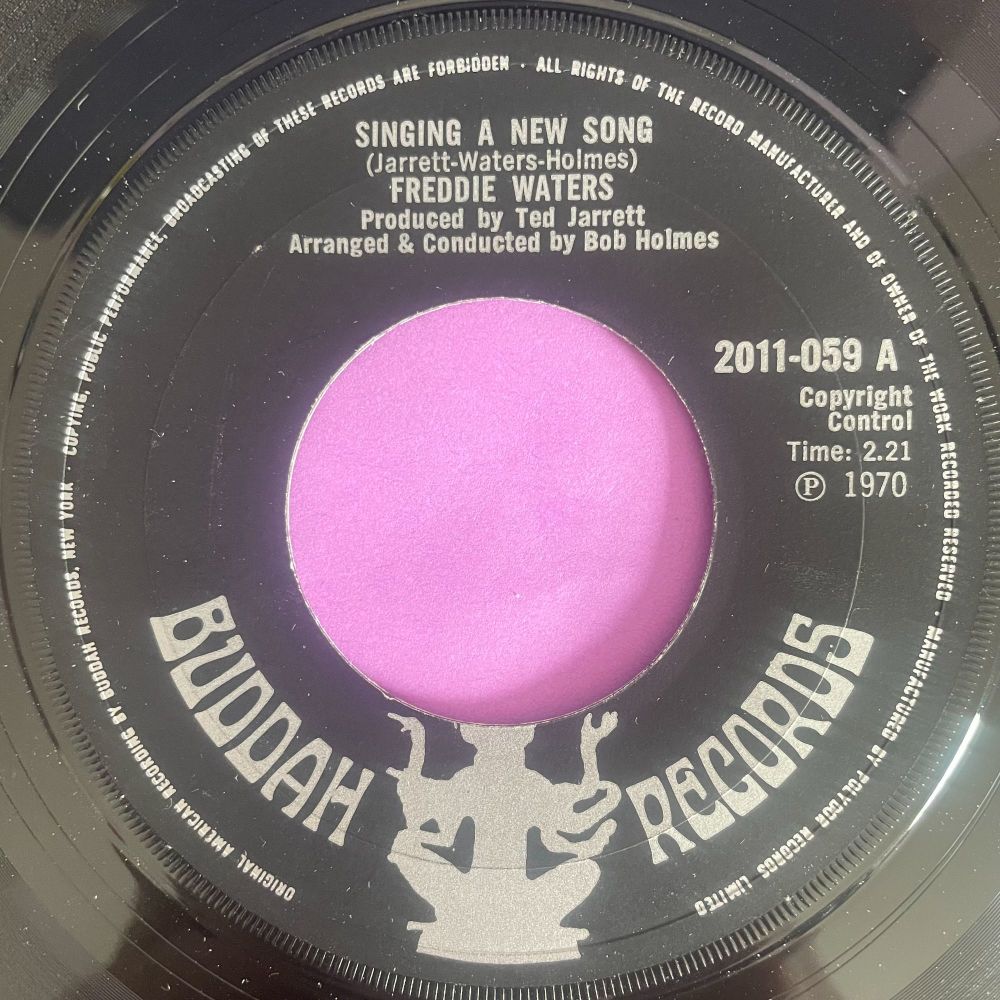 SINGING A NEW SONG
(Jarrett-Waters-Holmes)
FREDDIE WATERS
Produced by Ted Jarrett
Arranged & Conducted by Bob Holmes
2011-059 A
Copyright
Control
Time: 2.21
Ⓟ 1970
BUDDAH RECORDS
ORIGINAL AMERICAN RECORDING BY BUDDAH RECORDS, NEW YORK · COPYING, PUBLIC PERFORMANCE, BROADCASTING OF THESE RECORDS ARE FORBIDDEN · ALL RIGHTS OF THE RECORD MANUFACTURER AND OF OWNER OF THE WORK RECORDED RESERVED · MANUFACTURED BY POLYDOR RECORDS LIMITED